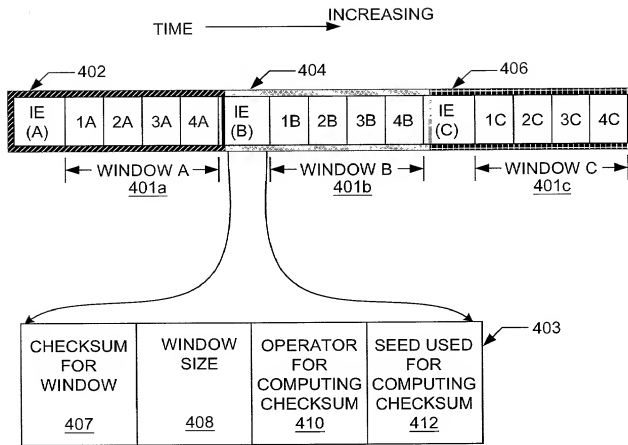 INCREASING
TIME
402
404
406
IE (A) 1A 2A 3A 4A IE (B) 1B 2B 3B 4B IE (C) 1C 2C 3C 4C
WINDOW A WINDOW B WINDOW C
401a 401b 401c
403
CHECKSUM FOR WINDOW
407
WINDOW SIZE
408
OPERATOR FOR COMPUTING CHECKSUM
410
SEED USED FOR COMPUTING CHECKSUM
412